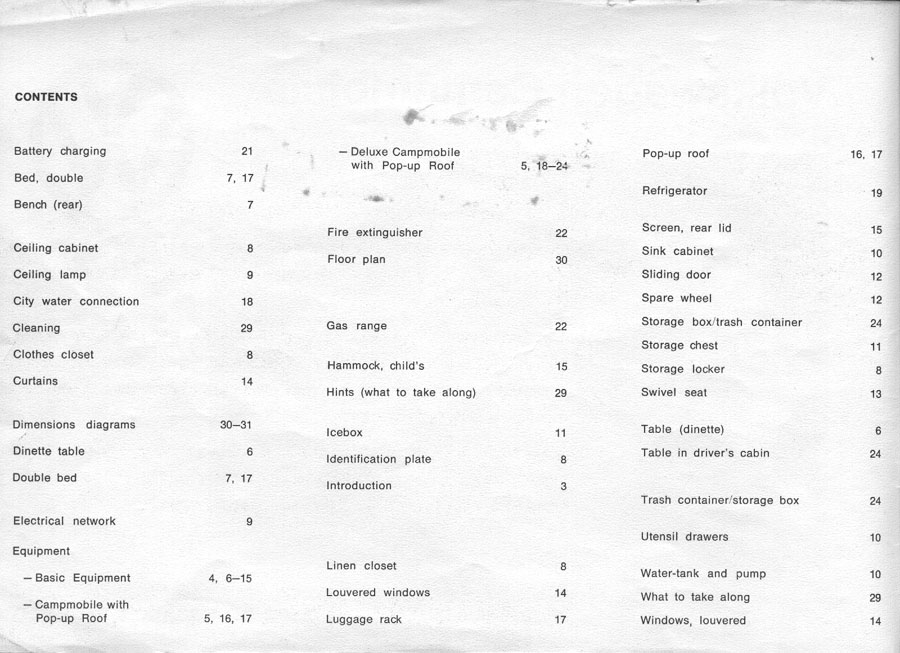 CONTENTS
Battery charging 21
Bed, double 7, 17
Bench (rear) 7
Ceiling cabinet 8
Ceiling lamp 9
City water connection 18
Cleaning 29
Clothes closet 8
Curtains 14
Dimensions diagrams 30—31
Dinette table 6
Double bed 7, 17
Electrical network 9
Equipment
— Basic Equipment 4, 6—15
— Campmobile with
Pop-up Roof 5, 16, 17
— Deluxe Campmobile
with Pop-up Roof 5, 18—24
Fire extinguisher 22
Floor plan 30
Gas range 22
Hammock, child's 15
Hints (what to take along) 29
Icebox 11
Identification plate 8
Introduction 3
Linen closet 8
Louvered windows 14
Luggage rack 17
Pop-up roof 16, 17
Refrigerator 19
Screen, rear lid 15
Sink cabinet 10
Sliding door 12
Spare wheel 12
Storage box/trash container 24
Storage chest 11
Storage locker 8
Swivel seat 13
Table (dinette) 6
Table in driver's cabin 24
Trash container/storage box 24
Utensil drawers 10
Water-tank and pump 10
What to take along 29
Windows, louvered 14